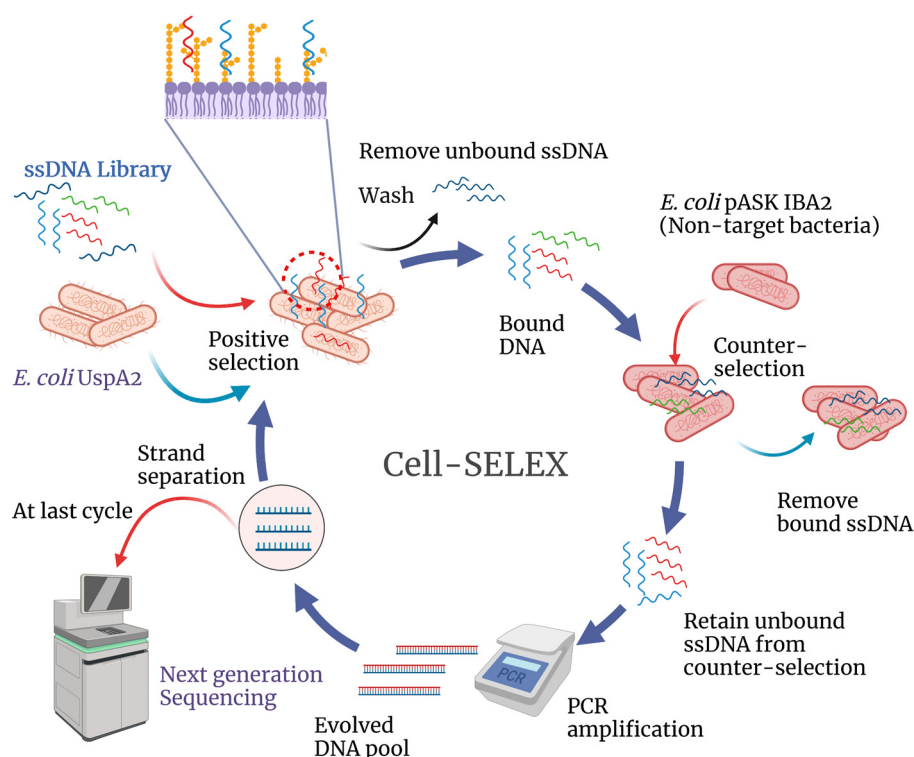 Remove unbound ssDNA
ssDNA Library
Wash
E. coli pASK IBA2
(Non-target bacteria)
Bound
DNA
Positive
selection
Counter-
selection
E. coli UspA2
Strand
separation
Cell-SELEX
At last cycle
Remove
bound ssDNA
Retain unbound
ssDNA from
counter-selection
PCR
PCR
amplification
Next generation
Sequencing
Evolved
DNA pool